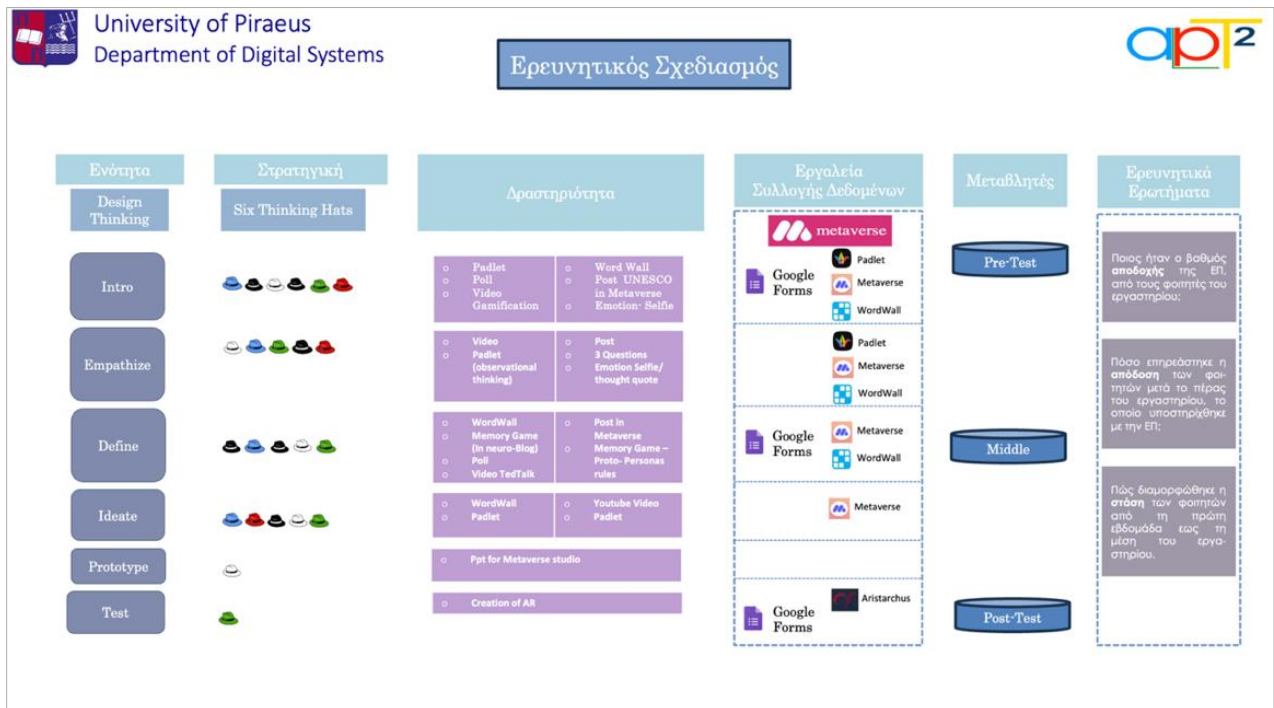 University of Piraeus
Department of Digital Systems
Ερευνητικός Σχεδιασμός
apT2
Ενότητα
Στρατηγική
Δραστηριότητα
Εργαλεία
Συλλογής Δεδομένων
Μεταβλητές
Ερευνητικά
Ερωτήματα
Design
Thinking
Six Thinking Hats
metaverse
Intro
o Padlet
o Poll
o Video
Gamification
o Word Wall
o Post UNESCO
in Metaverse
o Emotion- Selfie
Google
Forms
Padlet
Metaverse
WordWall
Pre-Test
Ποιος ήταν ο βαθμός
αποδοχής της ΕΠ,
από τους φοιτητές του
εργαστηρίου;
Empathize
o Video
o Padlet
(observational
thinking)
o Post
o 3 Questions
o Emotion Selfie/
thought quote
Padlet
Metaverse
WordWall
Πόσο επηρεάστηκε η
απόδοση των φοι-
τητών μετά το πέρας
του εργαστηρίου, το
οποίο υποστηρίχθηκε
με την ΕΠ;
Define
o WordWall
o Memory Game
(In neuro-Blog)
o Poll
o Video TedTalk
o Post in
Metaverse
o Memory Game –
Proto- Personas
rules
Google
Forms
Metaverse
WordWall
Middle
Ideate
o WordWall
o Padlet
o Youtube Video
o Padlet
Metaverse
Πώς διαμορφώθηκε η
στάση των φοιτητών
από τη πρώτη
εβδομάδα εως τη
μέση του εργα-
στηρίου.
Prototype
o Ppt for Metaverse studio
Test
o Creation of AR
Google
Forms
Aristarchus
Post-Test